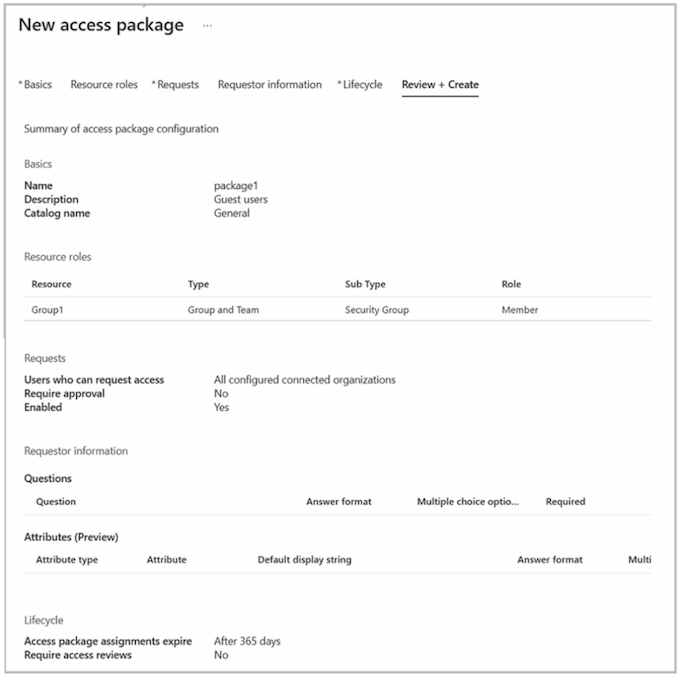 New access package ...
*Basics Resource roles *Requests Requestor information *Lifecycle Review + Create
Summary of access package configuration
Basics
Name package1
Description Guest users
Catalog name General
Resource roles
Resource Type Sub Type Role
Group1 Group and Team Security Group Member
Requests
Users who can request access All configured connected organizations
Require approval No
Enabled Yes
Requestor information
Questions
Question Answer format Multiple choice optio... Required
Attributes (Preview)
Attribute type Attribute Default display string Answer format Multi
Lifecycle
Access package assignments expire After 365 days
Require access reviews No